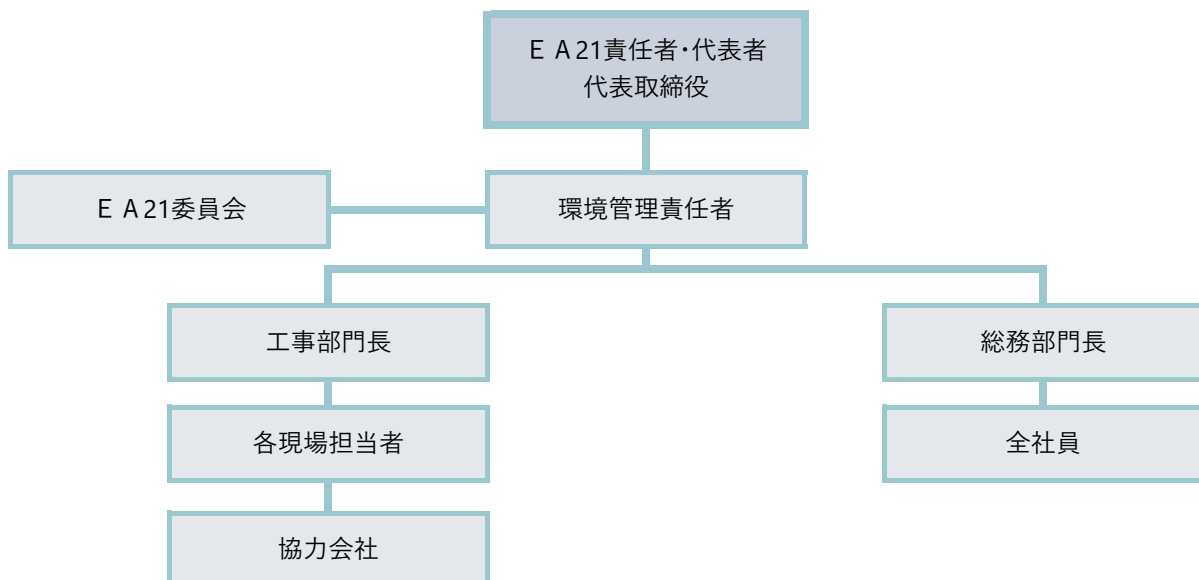 ＥＡ21責任者・代表者
代表取締役
ＥＡ21委員会
環境管理責任者
工事部門長
総務部門長
各現場担当者
全社員
協力会社